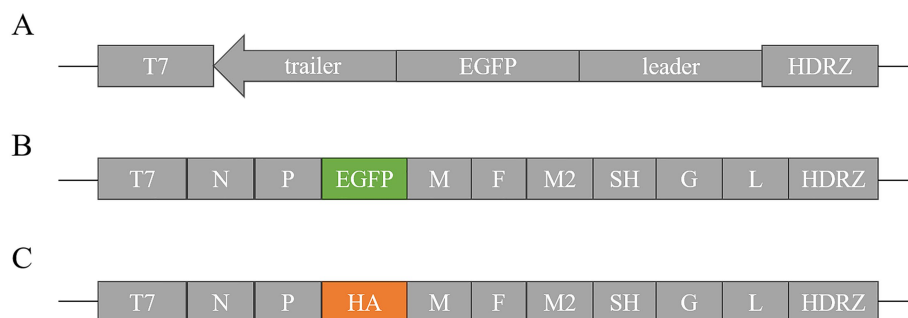 A
T7 trailer EGFP leader HDRZ
B
T7 N P EGFP M F M2 SH G L HDRZ
C
T7 N P HA M F M2 SH G L HDRZ